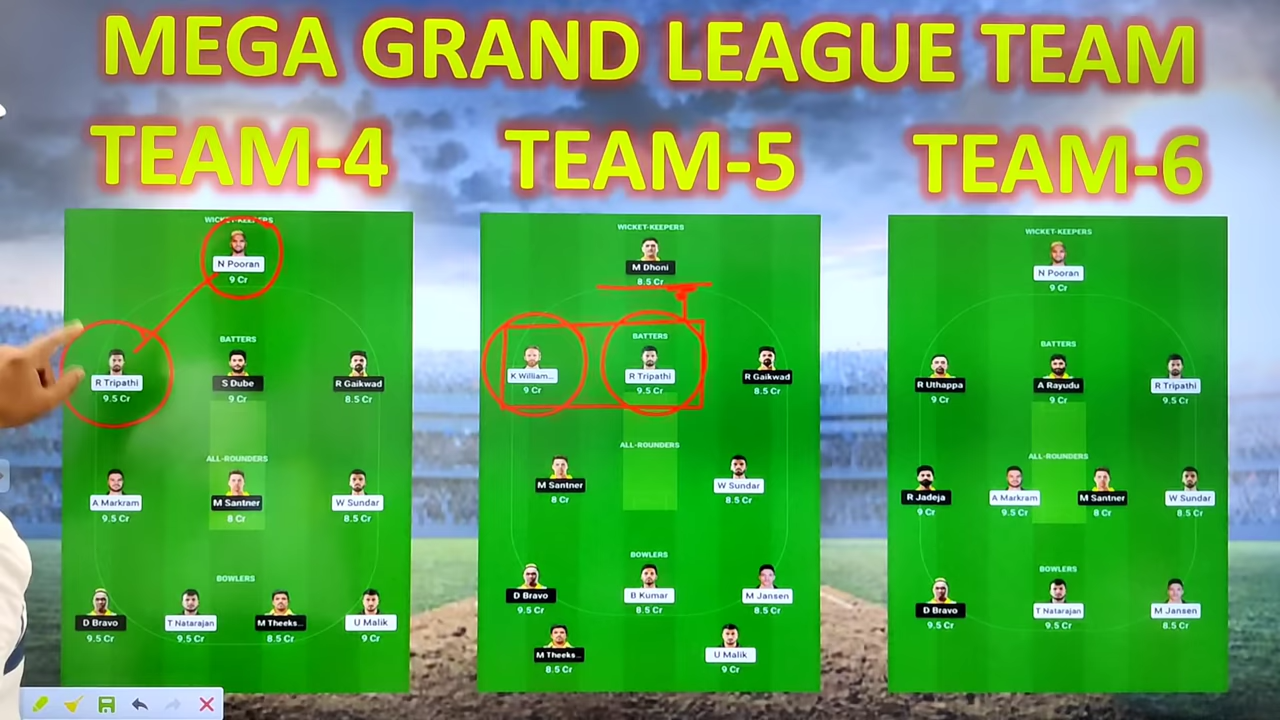 MEGA GRAND LEAGUE TEAM
TEAM-4
WICKET-KEEPERS
N Pooran
9 Cr
BATTERS
R Tripathi S Dube R Gaikwad
9.5 Cr 9 Cr 8.5 Cr
ALL-ROUNDERS
A Markram M Santner W Sundar
9.5 Cr 8 Cr 8.5 Cr
BOWLERS
D Bravo T Natarajan M Theeks... U Malik
9.5 Cr 9.5 Cr 8.5 Cr 9 Cr
TEAM-5
WICKET-KEEPERS
M Dhoni
8.5 Cr
BATTERS
K William... R Tripathi R Gaikwad
9 Cr 9.5 Cr 8.5 Cr
ALL-ROUNDERS
M Santner W Sundar
8 Cr 8.5 Cr
BOWLERS
D Bravo B Kumar M Jansen
9.5 Cr 8.5 Cr 8.5 Cr
M Theeks... U Malik
8.5 Cr 9 Cr
TEAM-6
WICKET-KEEPERS
N Pooran
9 Cr
BATTERS
R Uthappa A Rayudu R Tripathi
9 Cr 9 Cr 9.5 Cr
ALL-ROUNDERS
R Jadeja A Markram M Santner W Sundar
9 Cr 9.5 Cr 8 Cr 8.5 Cr
BOWLERS
D Bravo T Natarajan M Jansen
9.5 Cr 9.5 Cr 8.5 Cr